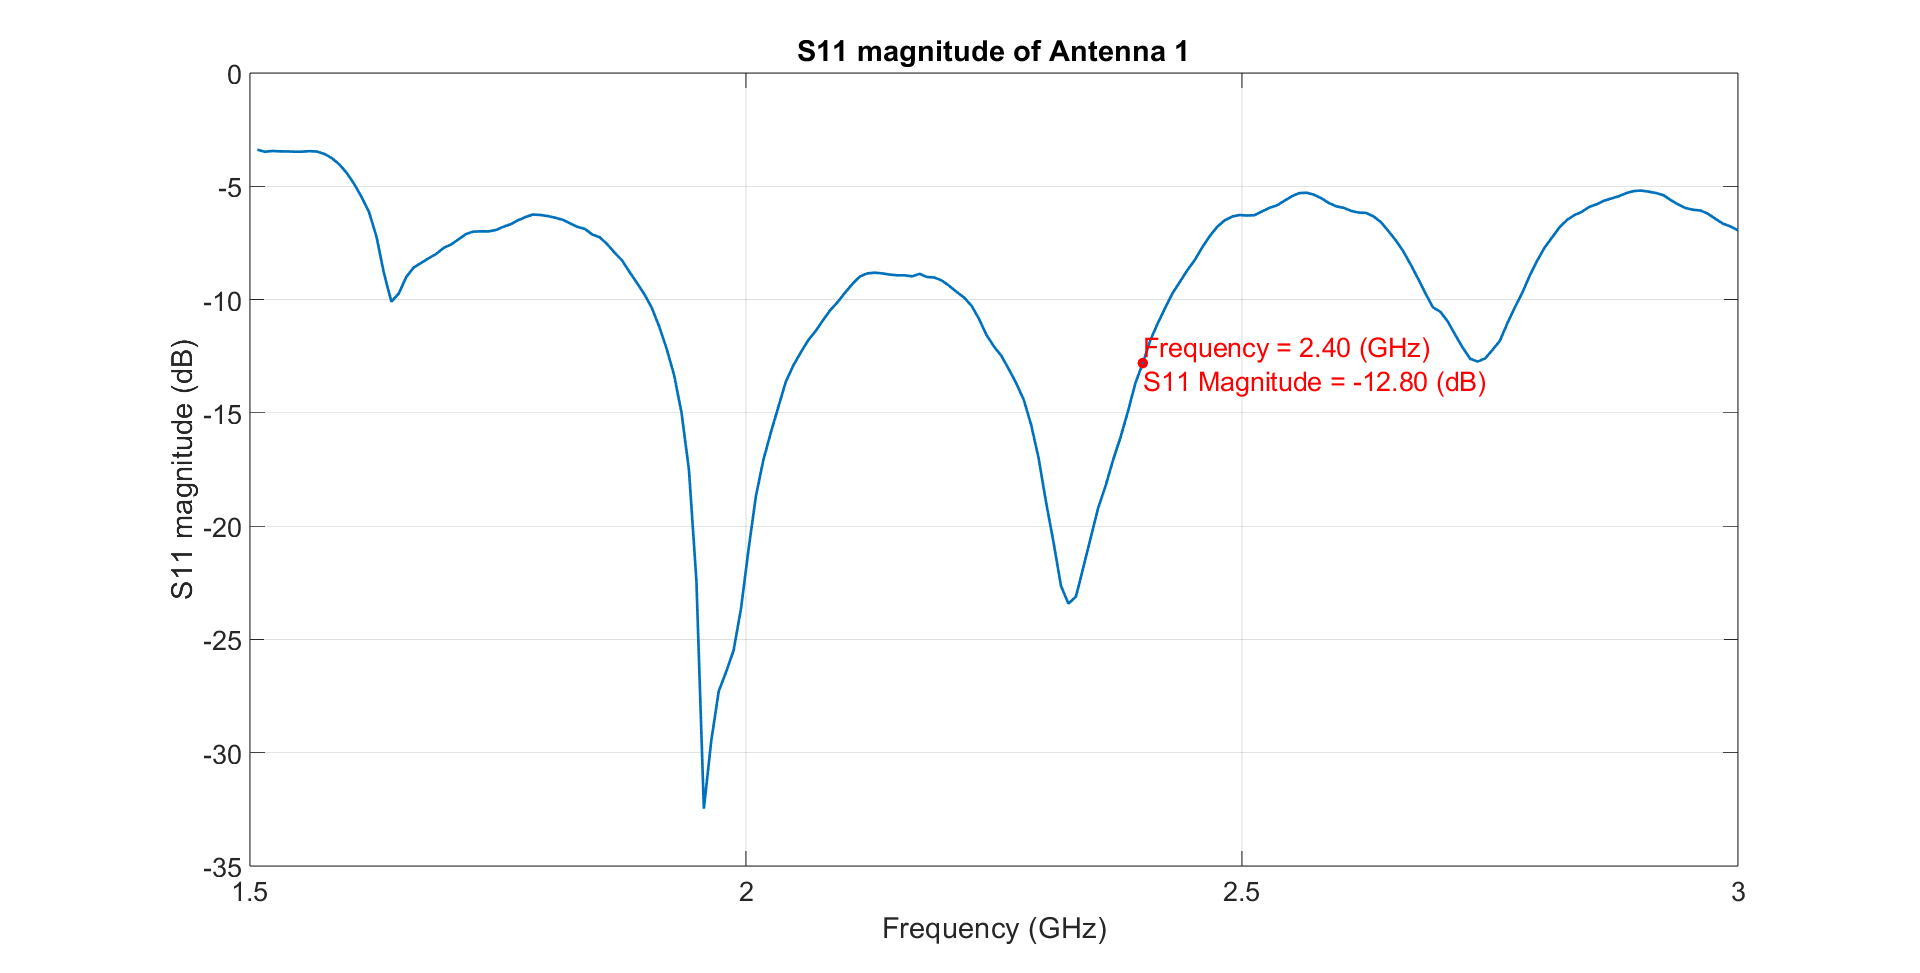 S11 magnitude of Antenna 1
0
-5
-10
-15
-20
-25
-30
-35
S11 magnitude (dB)
Frequency = 2.40 (GHz)
S11 Magnitude = -12.80 (dB)
1.5
2
2.5
3
Frequency (GHz)